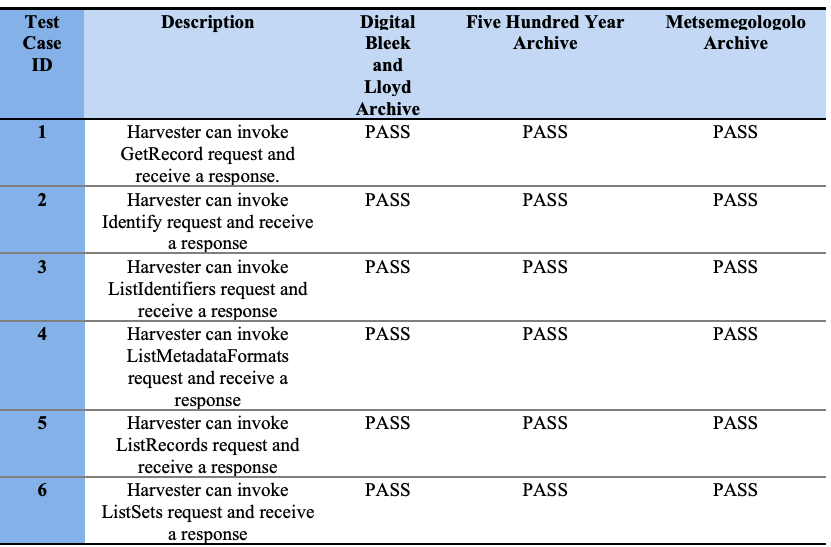 Test Case ID | Description | Digital Bleek and Lloyd Archive | Five Hundred Year Archive | Metsemegologolo Archive
1 | Harvester can invoke GetRecord request and receive a response. | PASS | PASS | PASS
2 | Harvester can invoke Identify request and receive a response | PASS | PASS | PASS
3 | Harvester can invoke ListIdentifiers request and receive a response | PASS | PASS | PASS
4 | Harvester can invoke ListMetadataFormats request and receive a response | PASS | PASS | PASS
5 | Harvester can invoke ListRecords request and receive a response | PASS | PASS | PASS
6 | Harvester can invoke ListSets request and receive a response | PASS | PASS | PASS